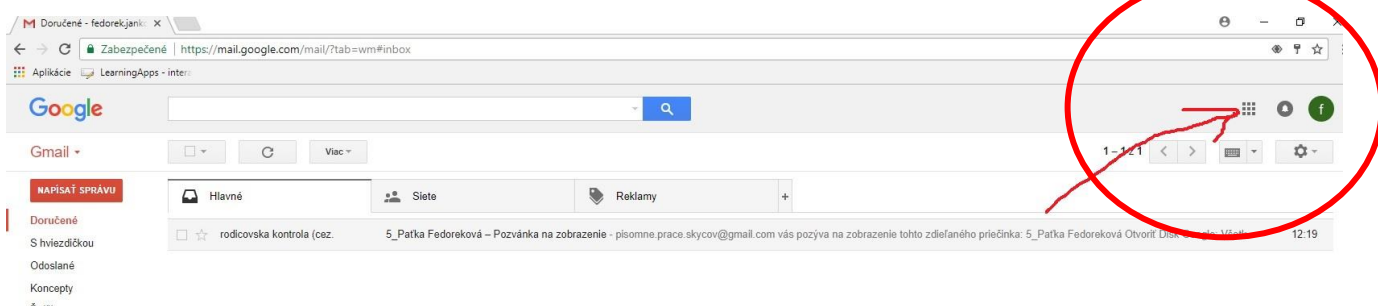 Doručené - fedorek.jank
Zabezpečené | https://mail.google.com/mail/?tab=wm#inbox
Aplikácie LearningApps - inter
Google
f
Gmail
Viac
1 – 1 z 1
NAPÍSAŤ SPRÁVU
Hlavné Siete Reklamy +
Doručené
rodicovska kontrola (cez. 5_Paťka Fedoreková – Pozvánka na zobrazenie - pisomne.prace.skycov@gmail.com vás pozýva na zobrazenie tohto zdieľaného priečinka: 5_Paťka Fedoreková Otvoriť Disk Google: 12:19
S hviezdičkou
Odoslané
Koncepty